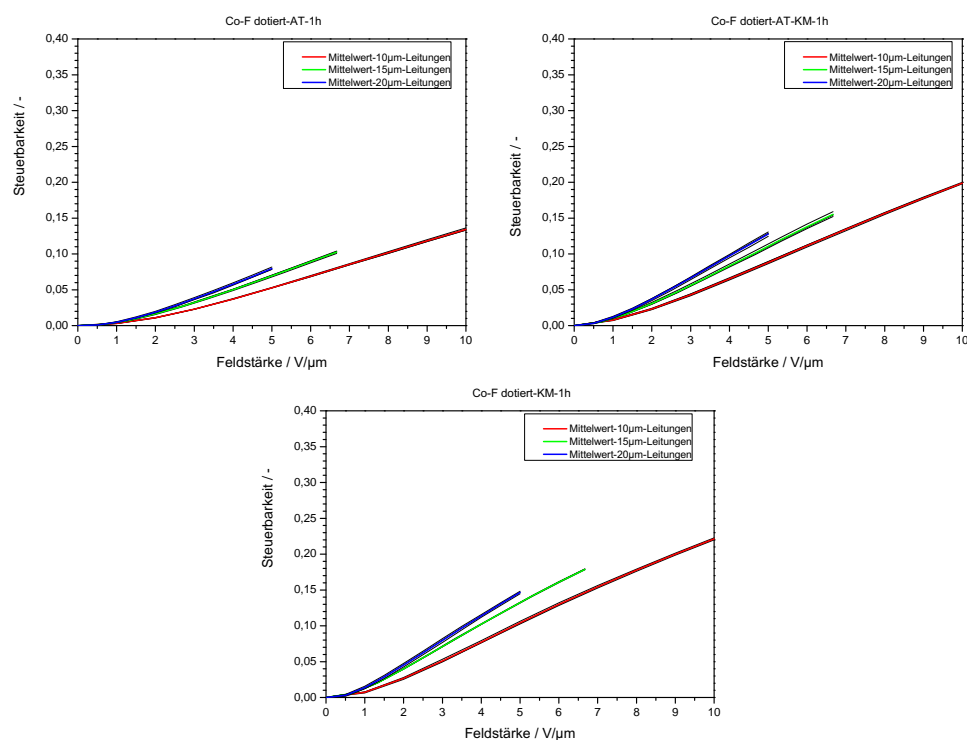 Co-F dotiert-AT-1h
Mittelwert-10µm-Leitungen
Mittelwert-15µm-Leitungen
Mittelwert-20µm-Leitungen
Steuerbarkeit / -
0,40
0,35
0,30
0,25
0,20
0,15
0,10
0,05
0,00
0 1 2 3 4 5 6 7 8 9 10
Feldstärke / V/µm
Co-F dotiert-AT-KM-1h
Mittelwert-10µm-Leitungen
Mittelwert-15µm-Leitungen
Mittelwert-20µm-Leitungen
Steuerbarkeit / -
0,40
0,35
0,30
0,25
0,20
0,15
0,10
0,05
0,00
0 1 2 3 4 5 6 7 8 9 10
Feldstärke / V/µm
Co-F dotiert-KM-1h
Mittelwert-10µm-Leitungen
Mittelwert-15µm-Leitungen
Mittelwert-20µm-Leitungen
Steuerbarkeit / -
0,40
0,35
0,30
0,25
0,20
0,15
0,10
0,05
0,00
0 1 2 3 4 5 6 7 8 9 10
Feldstärke / V/µm